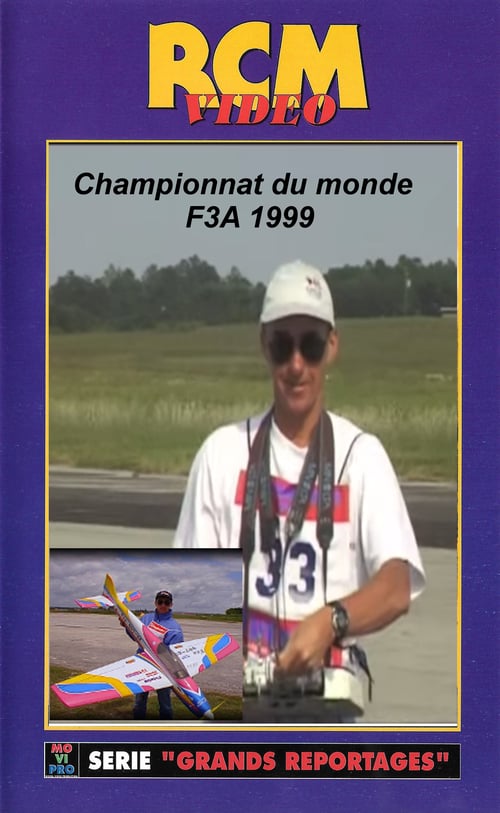 RCM
VIDEO
Championnat du monde
F3A 1999
33
MO
VI
PRO
SERIE "GRANDS REPORTAGES"